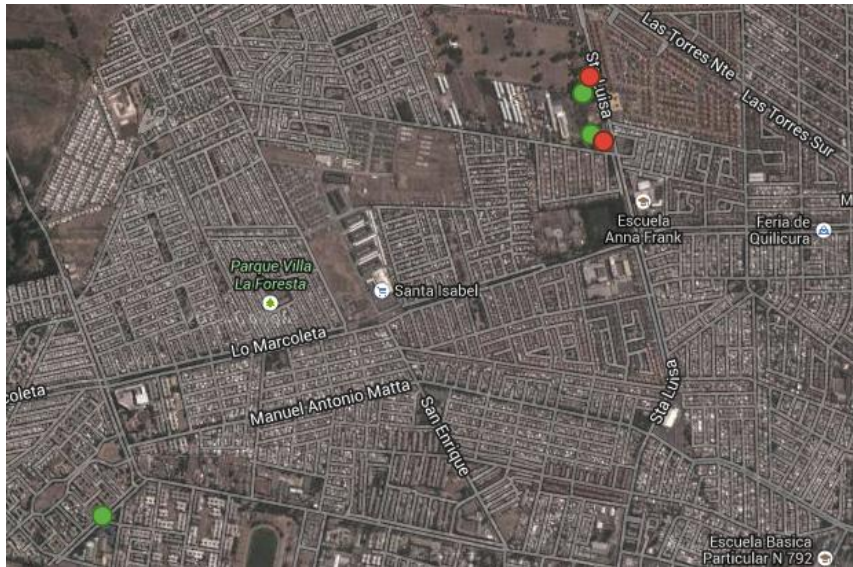 Las Torres Nte
Sta Luisa
Las Torres Sur
M
Escuela
Anna Frank
Feria de
Quilicura
Parque Villa
La Foresta
Santa Isabel
Lo Marcoleta
coleta
Manuel Antonio Matta
San Enrique
Sta Luisa
Escuela Basica
Particular N 792